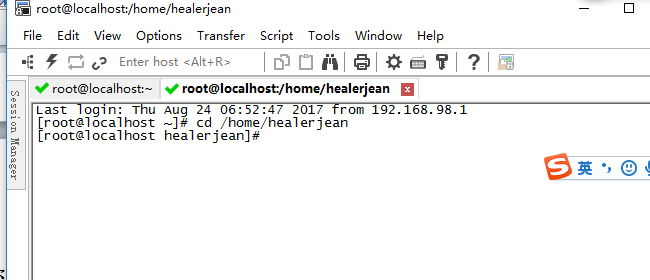 root@localhost:/home/healerjean
File Edit View Options Transfer Script Tools Window Help
Enter host <Alt+R>
root@localhost:~ root@localhost:/home/healerjean
Session Manager
Last login: Thu Aug 24 06:52:47 2017 from 192.168.98.1
[root@localhost ~]# cd /home/healerjean
[root@localhost healerjean]#
S 英